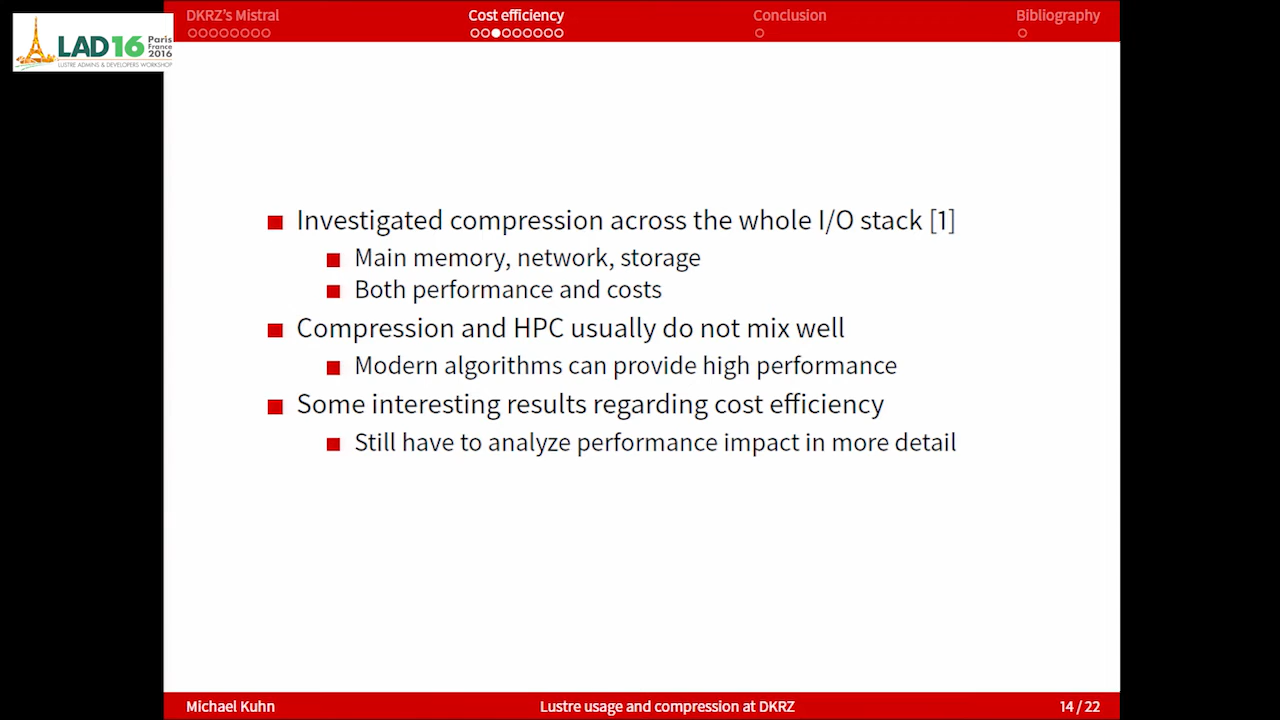 DKRZ's Mistral
Cost efficiency
Conclusion
Bibliography
LAD16 Paris France 2016
LUSTRE ADMINS & DEVELOPERS WORKSHOP
Investigated compression across the whole I/O stack [1]
Main memory, network, storage
Both performance and costs
Compression and HPC usually do not mix well
Modern algorithms can provide high performance
Some interesting results regarding cost efficiency
Still have to analyze performance impact in more detail
Michael Kuhn
Lustre usage and compression at DKRZ
14 / 22